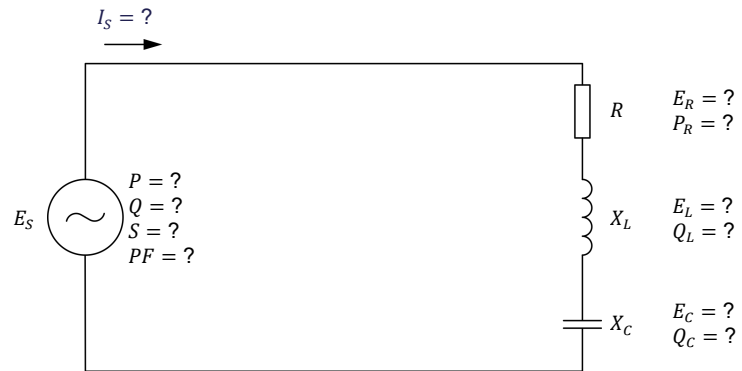 I_S = ?
R
E_R = ?
P_R = ?
E_S
P = ?
Q = ?
S = ?
PF = ?
X_L
E_L = ?
Q_L = ?
X_C
E_C = ?
Q_C = ?